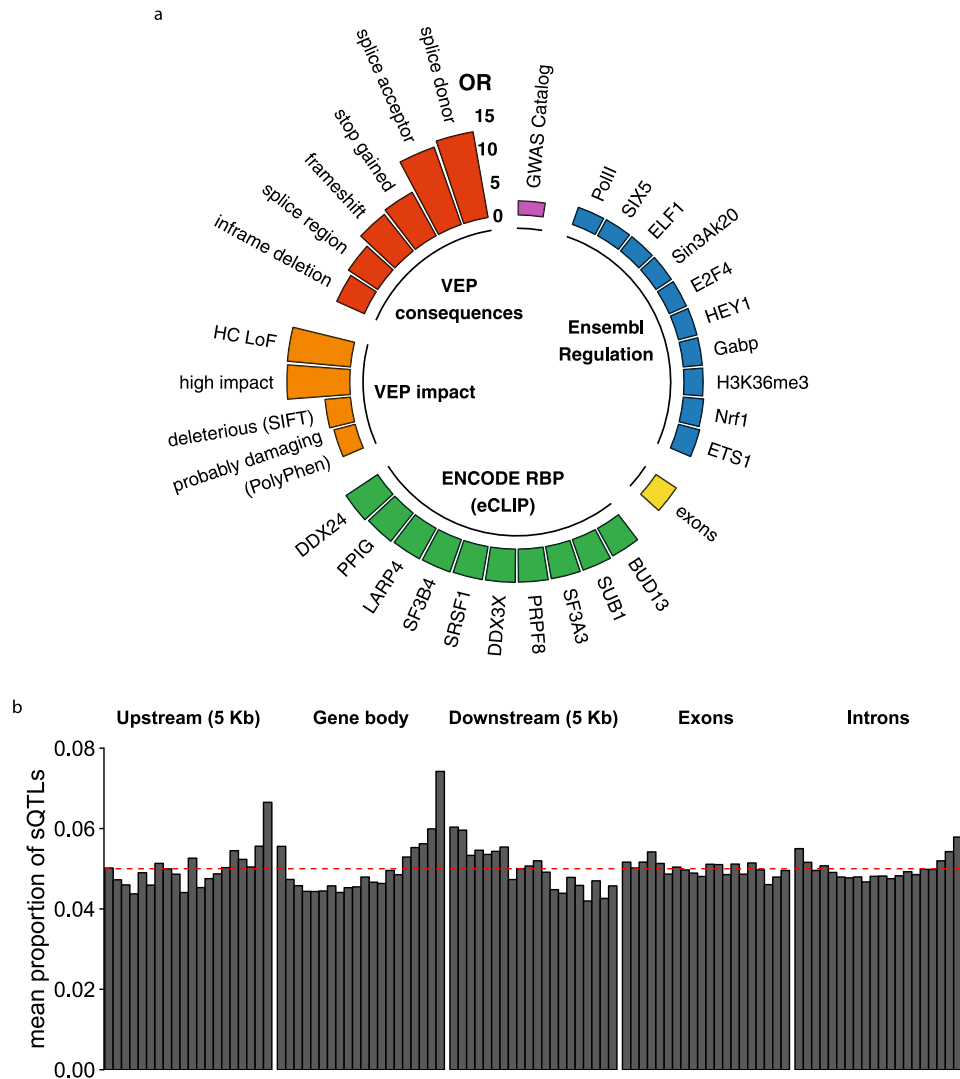 a
OR
15
10
5
0
splice donor
splice acceptor
stop gained
frameshift
splice region
inframe deletion
VEP
consequences
GWAS Catalog
PolII
SIX5
ELF1
Sin3Ak20
E2F4
HEY1
Gabp
H3K36me3
Nrf1
ETS1
Ensembl
Regulation
HC LoF
high impact
deleterious (SIFT)
probably damaging
(PolyPhen)
VEP impact
ENCODE RBP
(eCLIP)
exons
DDX24
PPIG
LARP4
SF3B4
SRSF1
DDX3X
PRPF8
SF3A3
SUB1
BUD13
b
Upstream (5 Kb) Gene body Downstream (5 Kb) Exons Introns
mean proportion of sQTLs
0.08
0.06
0.04
0.02
0.00